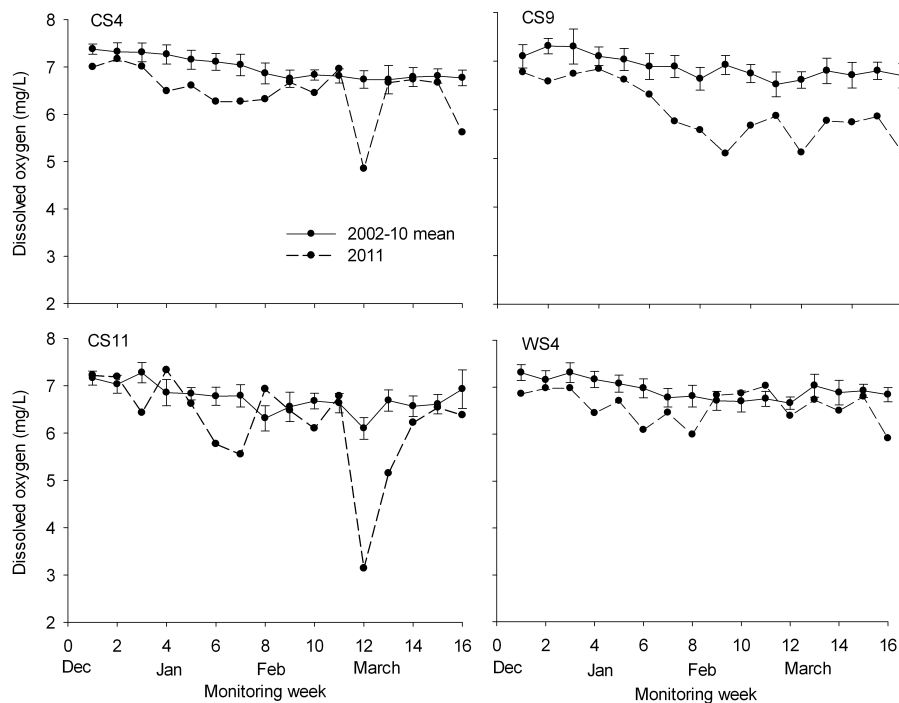 CS4
CS9
8
7
6
5
4
3
2
Dissolved oxygen (mg/L)
2002-10 mean
2011
CS11
WS4
8
7
6
5
4
3
2
Dissolved oxygen (mg/L)
0 2 4 6 8 10 12 14 16
Dec Jan Feb March
Monitoring week
0 2 4 6 8 10 12 14 16
Dec Jan Feb March
Monitoring week